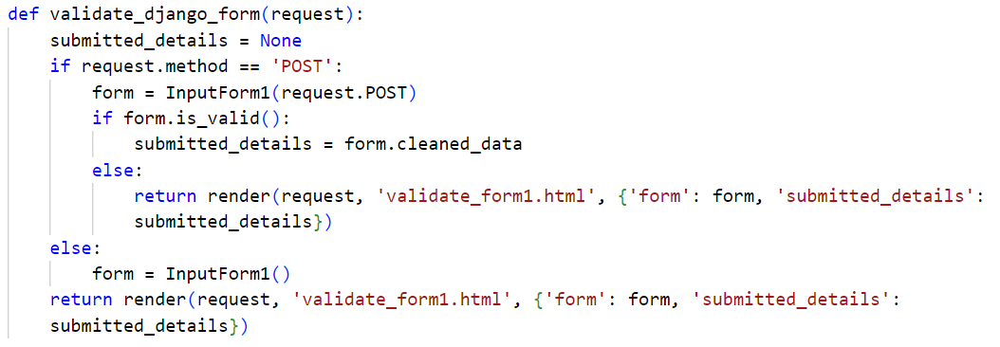 def validate_django_form(request):
    submitted_details = None
    if request.method == 'POST':
        form = InputForm1(request.POST)
        if form.is_valid():
            submitted_details = form.cleaned_data
        else:
            return render(request, 'validate_form1.html', {'form': form, 'submitted_details':
            submitted_details})
    else:
        form = InputForm1()
    return render(request, 'validate_form1.html', {'form': form, 'submitted_details':
    submitted_details})